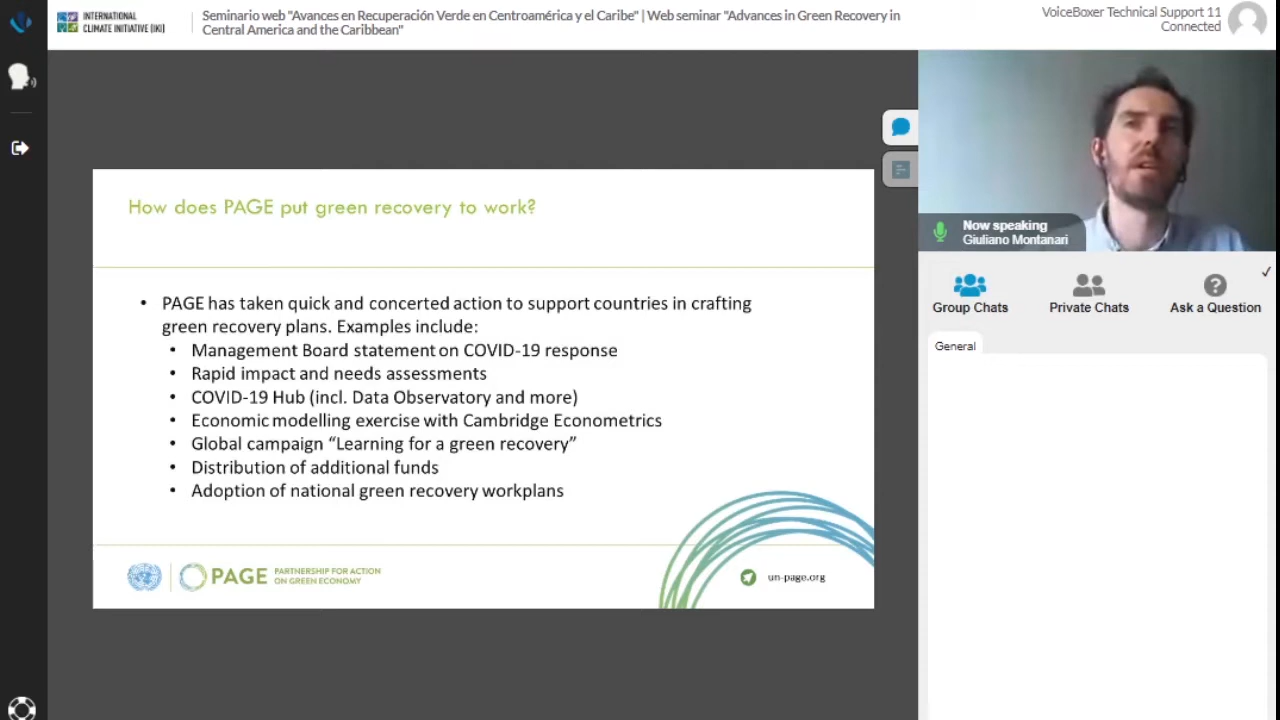 INTERNATIONAL
CLIMATE INITIATIVE (IKI)
Seminario web "Avances en Recuperación Verde en Centroamérica y el Caribe" | Web seminar "Advances in Green Recovery in
Central America and the Caribbean"
VoiceBoxer Technical Support 11
Connected
How does PAGE put green recovery to work?
• PAGE has taken quick and concerted action to support countries in crafting
green recovery plans. Examples include:
• Management Board statement on COVID-19 response
• Rapid impact and needs assessments
• COVID-19 Hub (incl. Data Observatory and more)
• Economic modelling exercise with Cambridge Econometrics
• Global campaign “Learning for a green recovery”
• Distribution of additional funds
• Adoption of national green recovery workplans
PAGE
PARTNERSHIP FOR ACTION
ON GREEN ECONOMY
un-page.org
Now speaking
Giuliano Montanari
Group Chats
Private Chats
Ask a Question
General